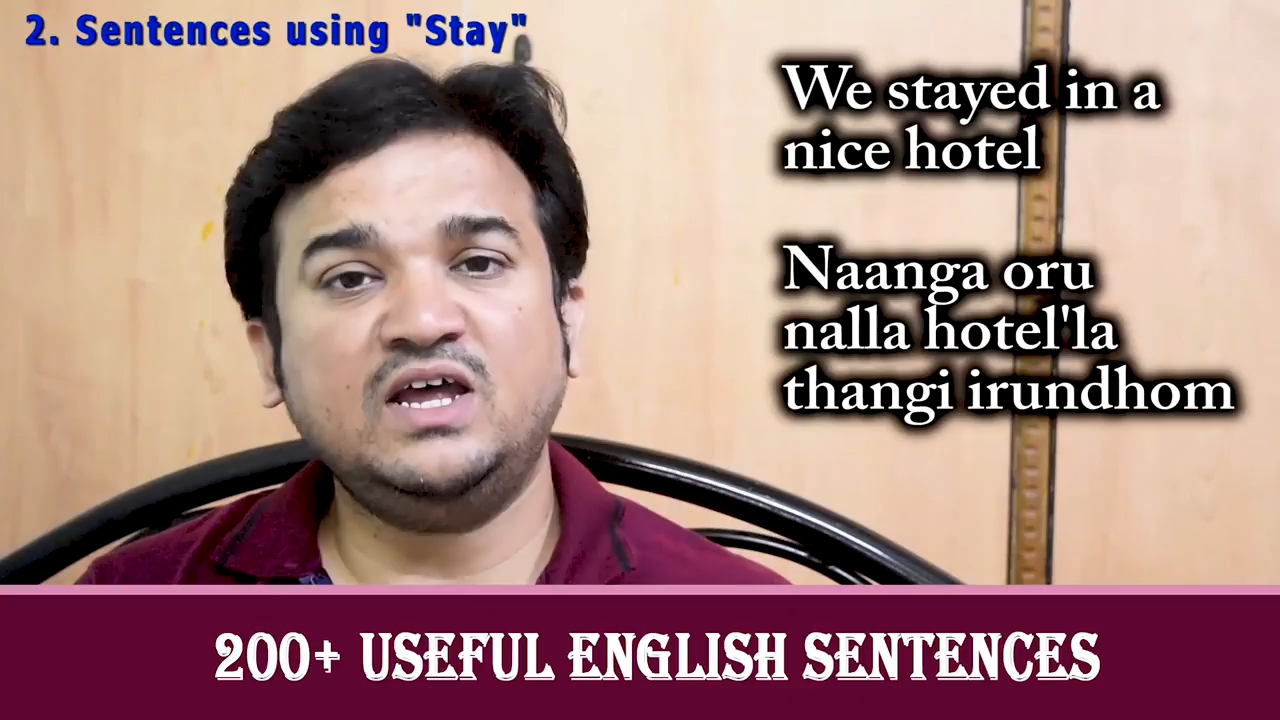 2. Sentences using "Stay"
We stayed in a
nice hotel
Naanga oru
nalla hotel'la
thangi irundhom
200+ USEFUL ENGLISH SENTENCES